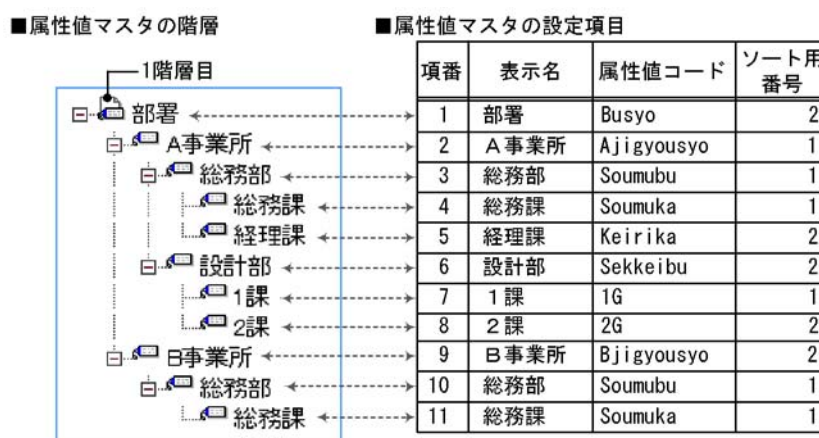 ■属性値マスタの階層
■属性値マスタの設定項目
1階層目
部署
A事業所
総務部
総務課
経理課
設計部
1課
2課
B事業所
総務部
総務課
項番 表示名 属性値コード ソート用番号
1 部署 Busyo 2
2 A事業所 Ajigyousyo 1
3 総務部 Soumubu 1
4 総務課 Soumuka 1
5 経理課 Keirika 2
6 設計部 Sekkeibu 2
7 1課 1G 1
8 2課 2G 2
9 B事業所 Bjigyousyo 2
10 総務部 Soumubu 1
11 総務課 Soumuka 1